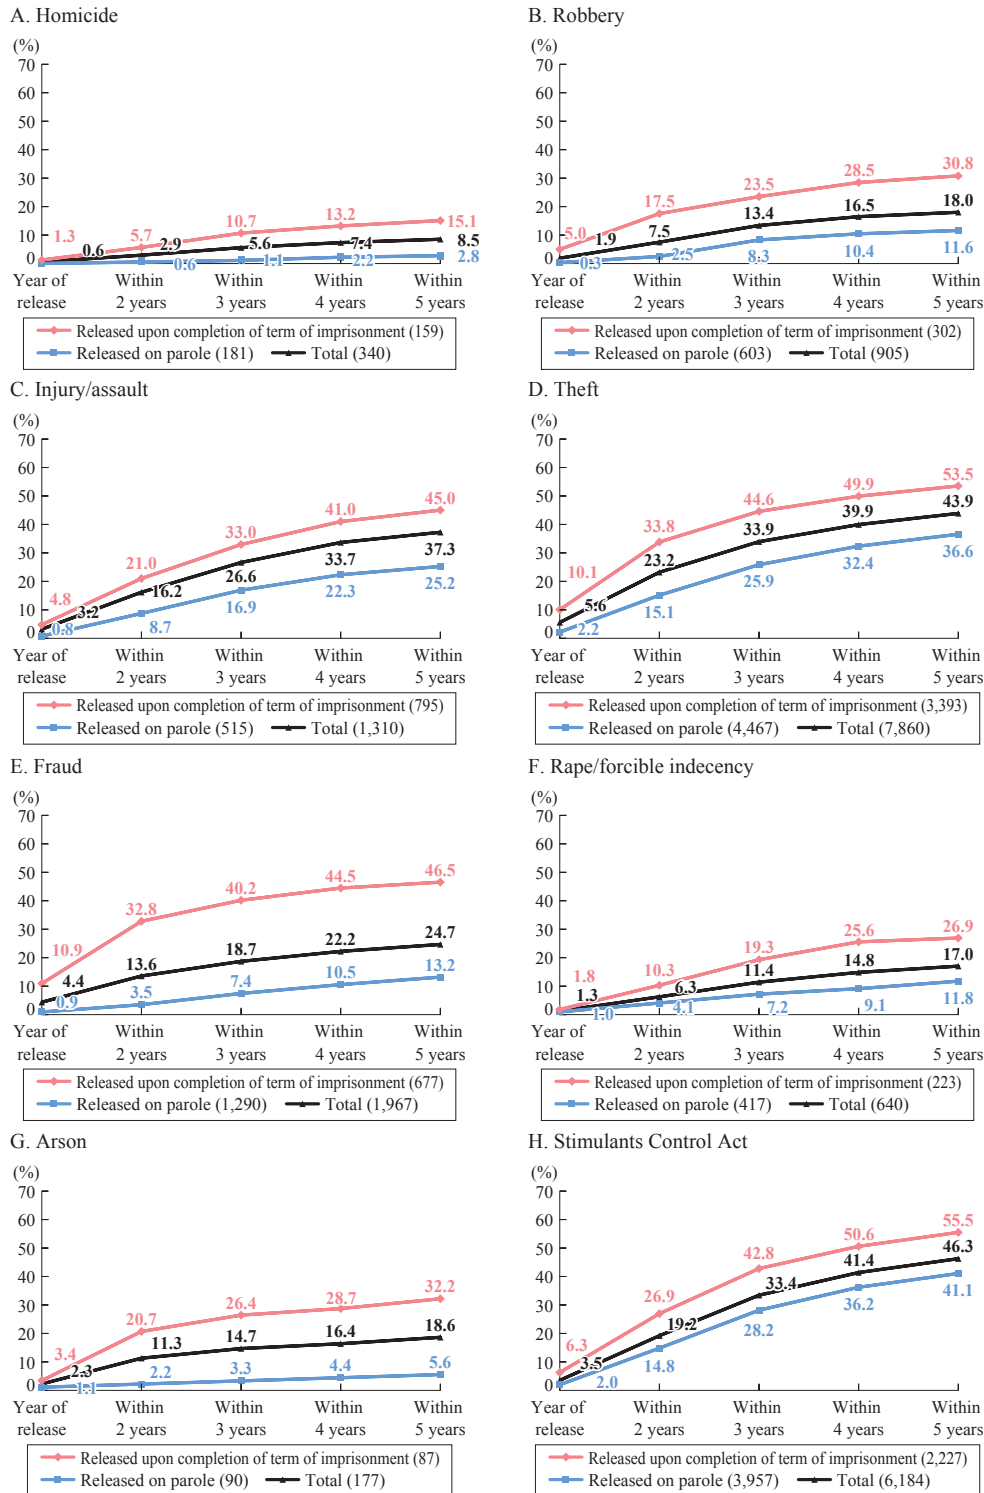 A. Homicide
(%)
70
60
50
40
30
20
10
0
1.3
5.7
10.7
13.2
15.1
0.6
2.9
5.6
7.4
8.5
0.6
1.1
2.2
2.8
Year of release
Within 2 years
Within 3 years
Within 4 years
Within 5 years
Released upon completion of term of imprisonment (159)
Released on parole (181) Total (340)
B. Robbery
(%)
70
60
50
40
30
20
10
0
5.0
17.5
23.5
28.5
30.8
1.9
7.5
13.4
16.5
18.0
0.3
2.5
8.3
10.4
11.6
Year of release
Within 2 years
Within 3 years
Within 4 years
Within 5 years
Released upon completion of term of imprisonment (302)
Released on parole (603) Total (905)
C. Injury/assault
(%)
70
60
50
40
30
20
10
0
4.8
21.0
33.0
41.0
45.0
3.2
16.2
26.6
33.7
37.3
0.8
8.7
16.9
22.3
25.2
Year of release
Within 2 years
Within 3 years
Within 4 years
Within 5 years
Released upon completion of term of imprisonment (795)
Released on parole (515) Total (1,310)
D. Theft
(%)
70
60
50
40
30
20
10
0
10.1
33.8
44.6
49.9
53.5
5.6
23.2
33.9
39.9
43.9
2.2
15.1
25.9
32.4
36.6
Year of release
Within 2 years
Within 3 years
Within 4 years
Within 5 years
Released upon completion of term of imprisonment (3,393)
Released on parole (4,467) Total (7,860)
E. Fraud
(%)
70
60
50
40
30
20
10
0
10.9
32.8
40.2
44.5
46.5
4.4
13.6
18.7
22.2
24.7
0.9
3.5
7.4
10.5
13.2
Year of release
Within 2 years
Within 3 years
Within 4 years
Within 5 years
Released upon completion of term of imprisonment (677)
Released on parole (1,290) Total (1,967)
F. Rape/forcible indecency
(%)
70
60
50
40
30
20
10
0
1.8
10.3
19.3
25.6
26.9
1.3
6.3
11.4
14.8
17.0
1.0
4.1
7.2
9.1
11.8
Year of release
Within 2 years
Within 3 years
Within 4 years
Within 5 years
Released upon completion of term of imprisonment (223)
Released on parole (417) Total (640)
G. Arson
(%)
70
60
50
40
30
20
10
0
3.4
20.7
26.4
28.7
32.2
2.3
11.3
14.7
16.4
18.6
1.1
2.2
3.3
4.4
5.6
Year of release
Within 2 years
Within 3 years
Within 4 years
Within 5 years
Released upon completion of term of imprisonment (87)
Released on parole (90) Total (177)
H. Stimulants Control Act
(%)
70
60
50
40
30
20
10
0
6.3
26.9
42.8
50.6
55.5
3.5
19.2
33.4
41.4
46.3
2.0
14.8
28.2
36.2
41.1
Year of release
Within 2 years
Within 3 years
Within 4 years
Within 5 years
Released upon completion of term of imprisonment (2,227)
Released on parole (3,957) Total (6,184)